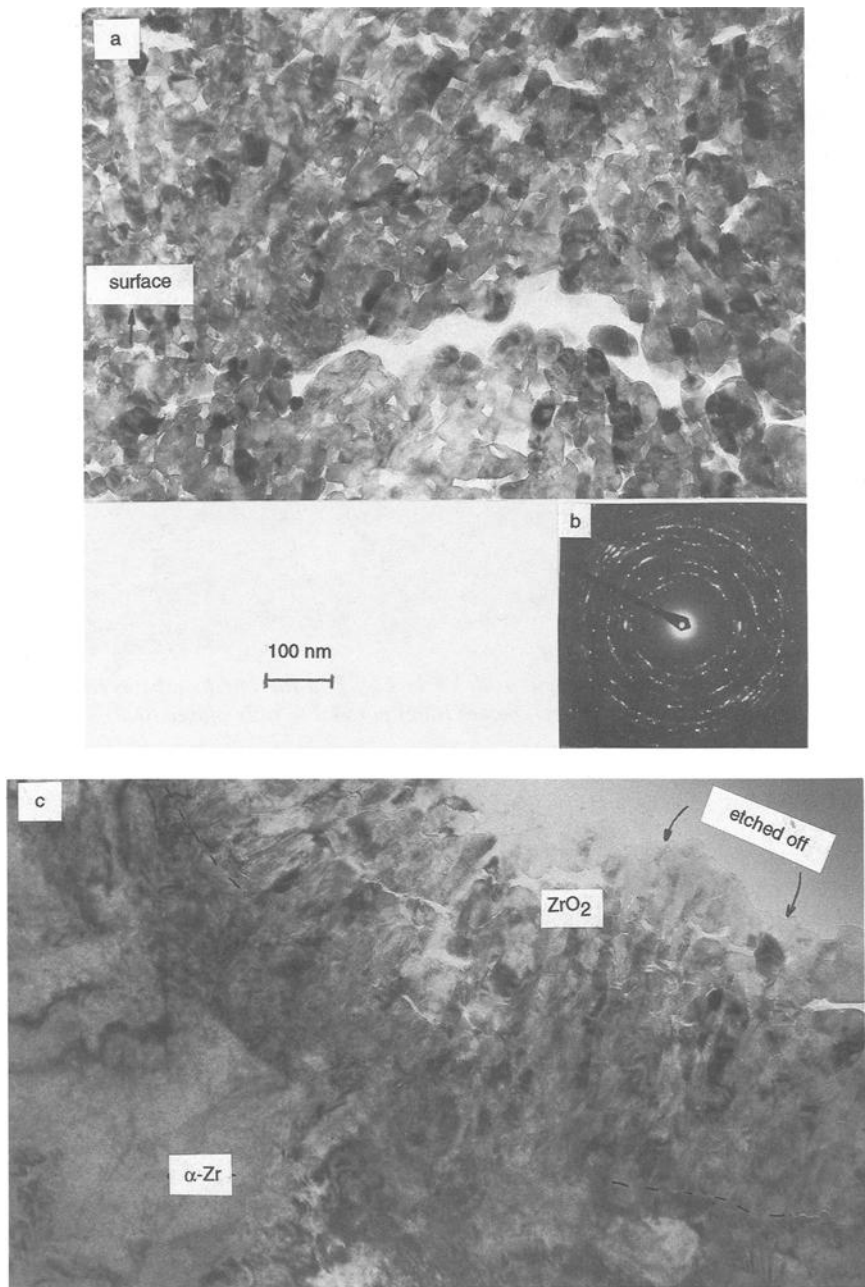 a
surface
b
100 nm
c
etched off
ZrO₂
α-Zr